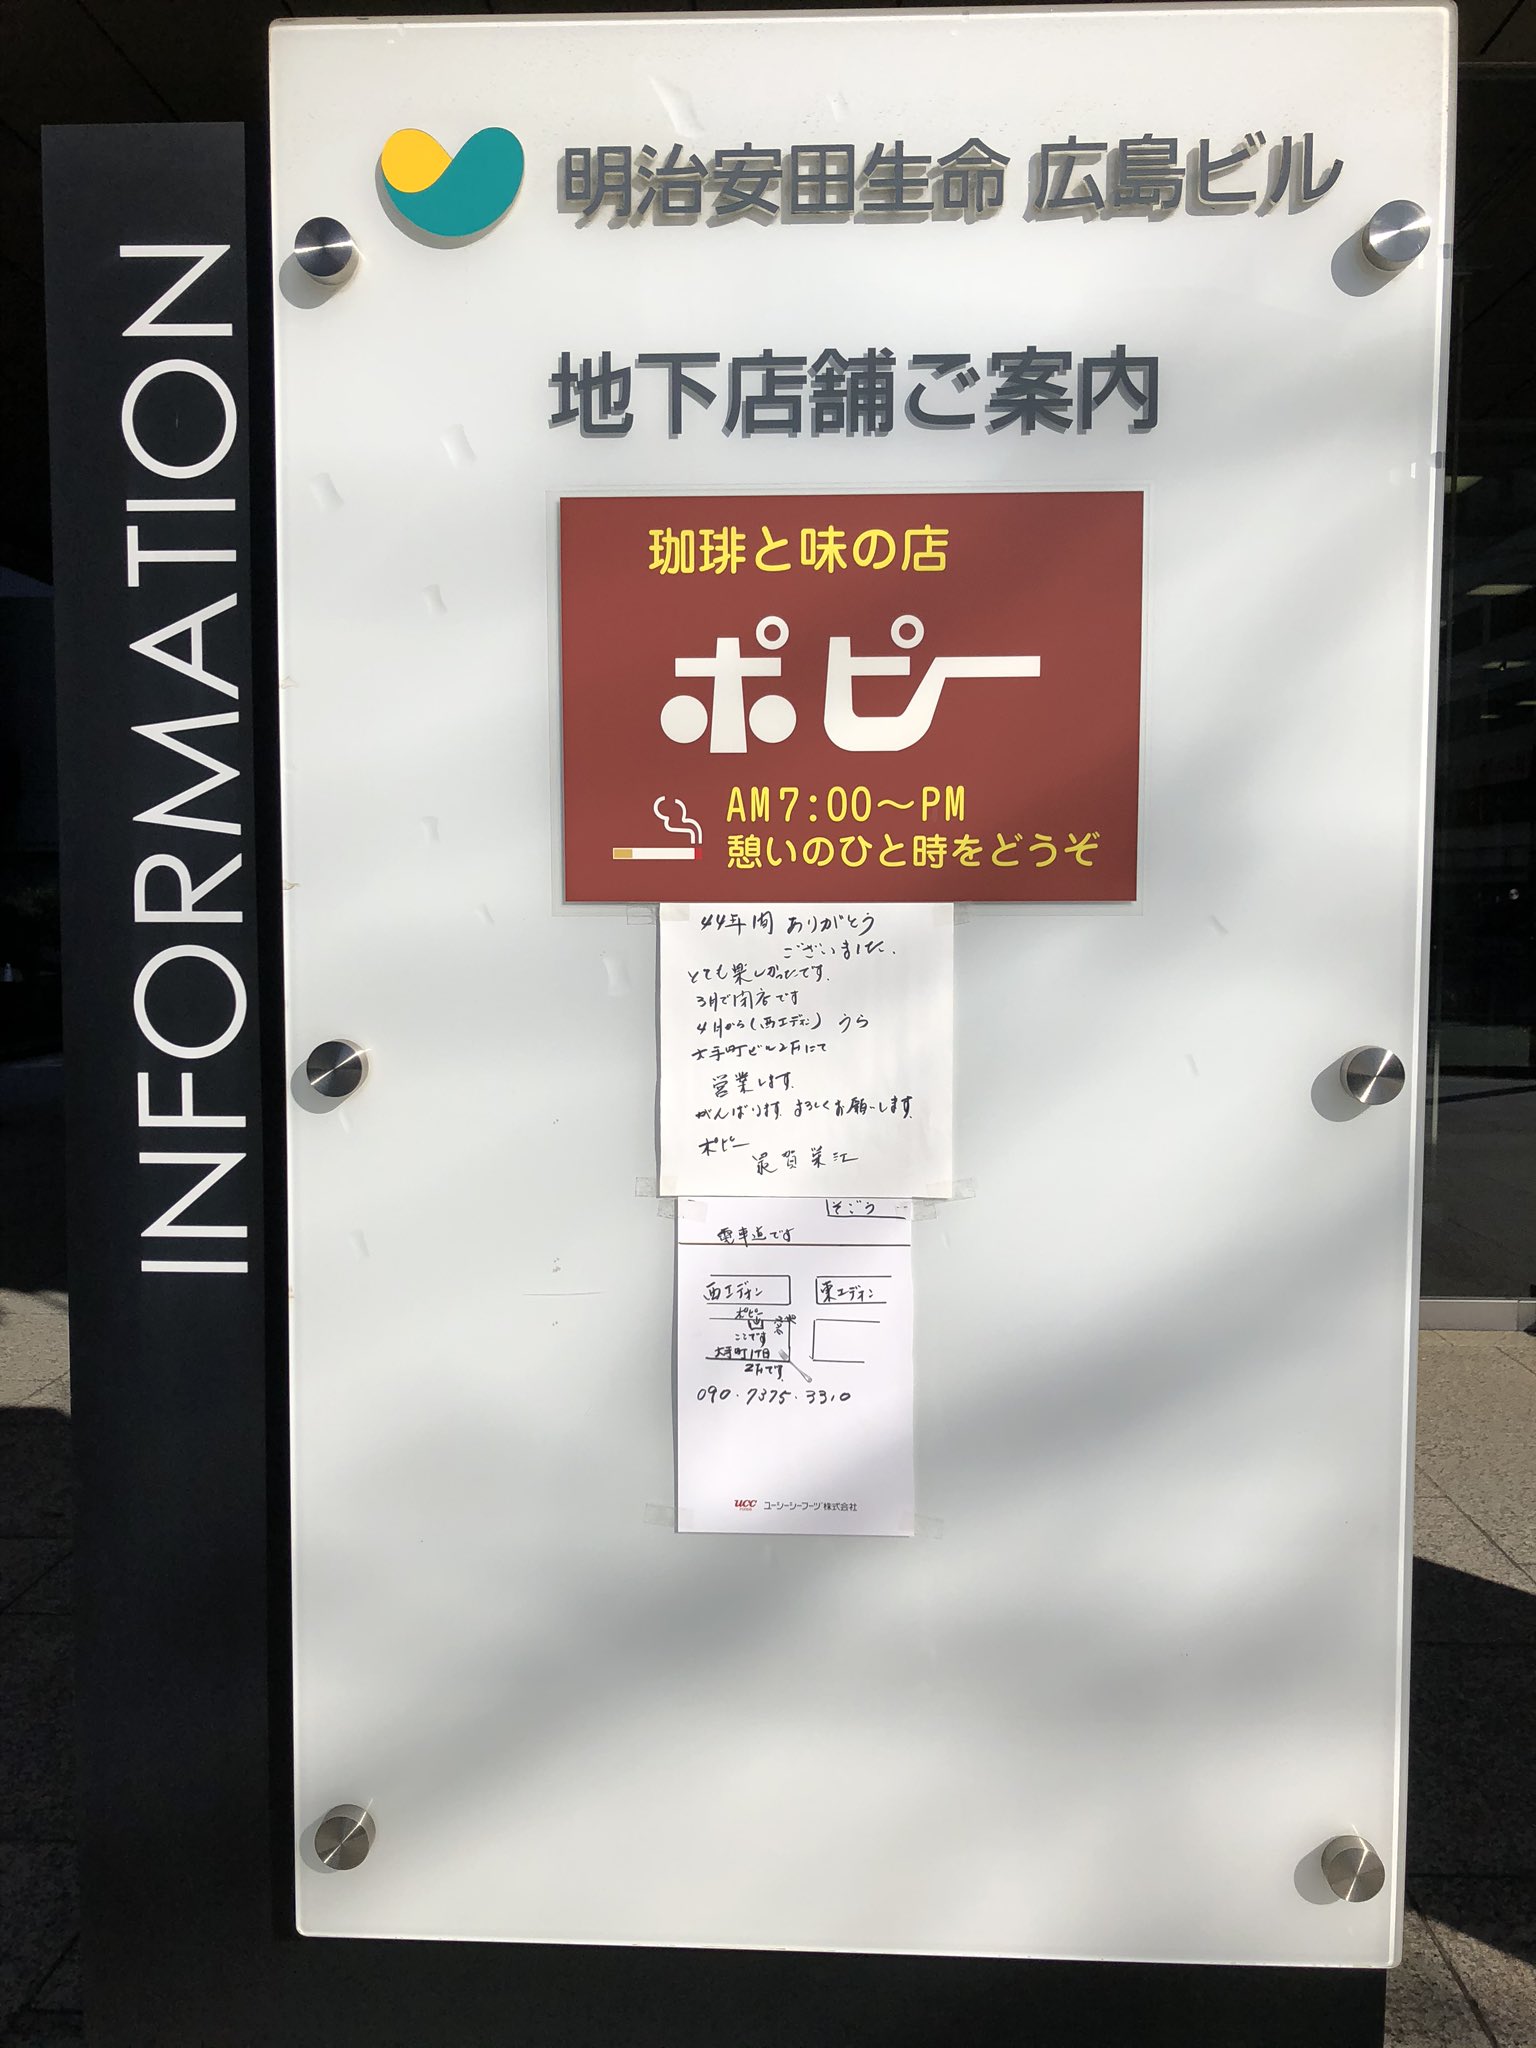 INFORMATION
明治安田生命 広島ビル
地下店舗ご案内
珈琲と味の店
ポピー
AM7:00～PM
憩いのひと時をどうぞ
44年間 ありがとう
ございました.
とても楽しかったです.
3月で閉店です
4月から(西エディオン) うら
大手町ビル2Fにて
営業します.
がんばります. よろしくお願いします.
ポピー
賀 栄江
そごう
電車道です
西エディオン
東エディオン
ポピー
ここです
大手町1丁目
2Fです.
090・7375・3310
ucc
ユーシーシーフーヅ株式会社